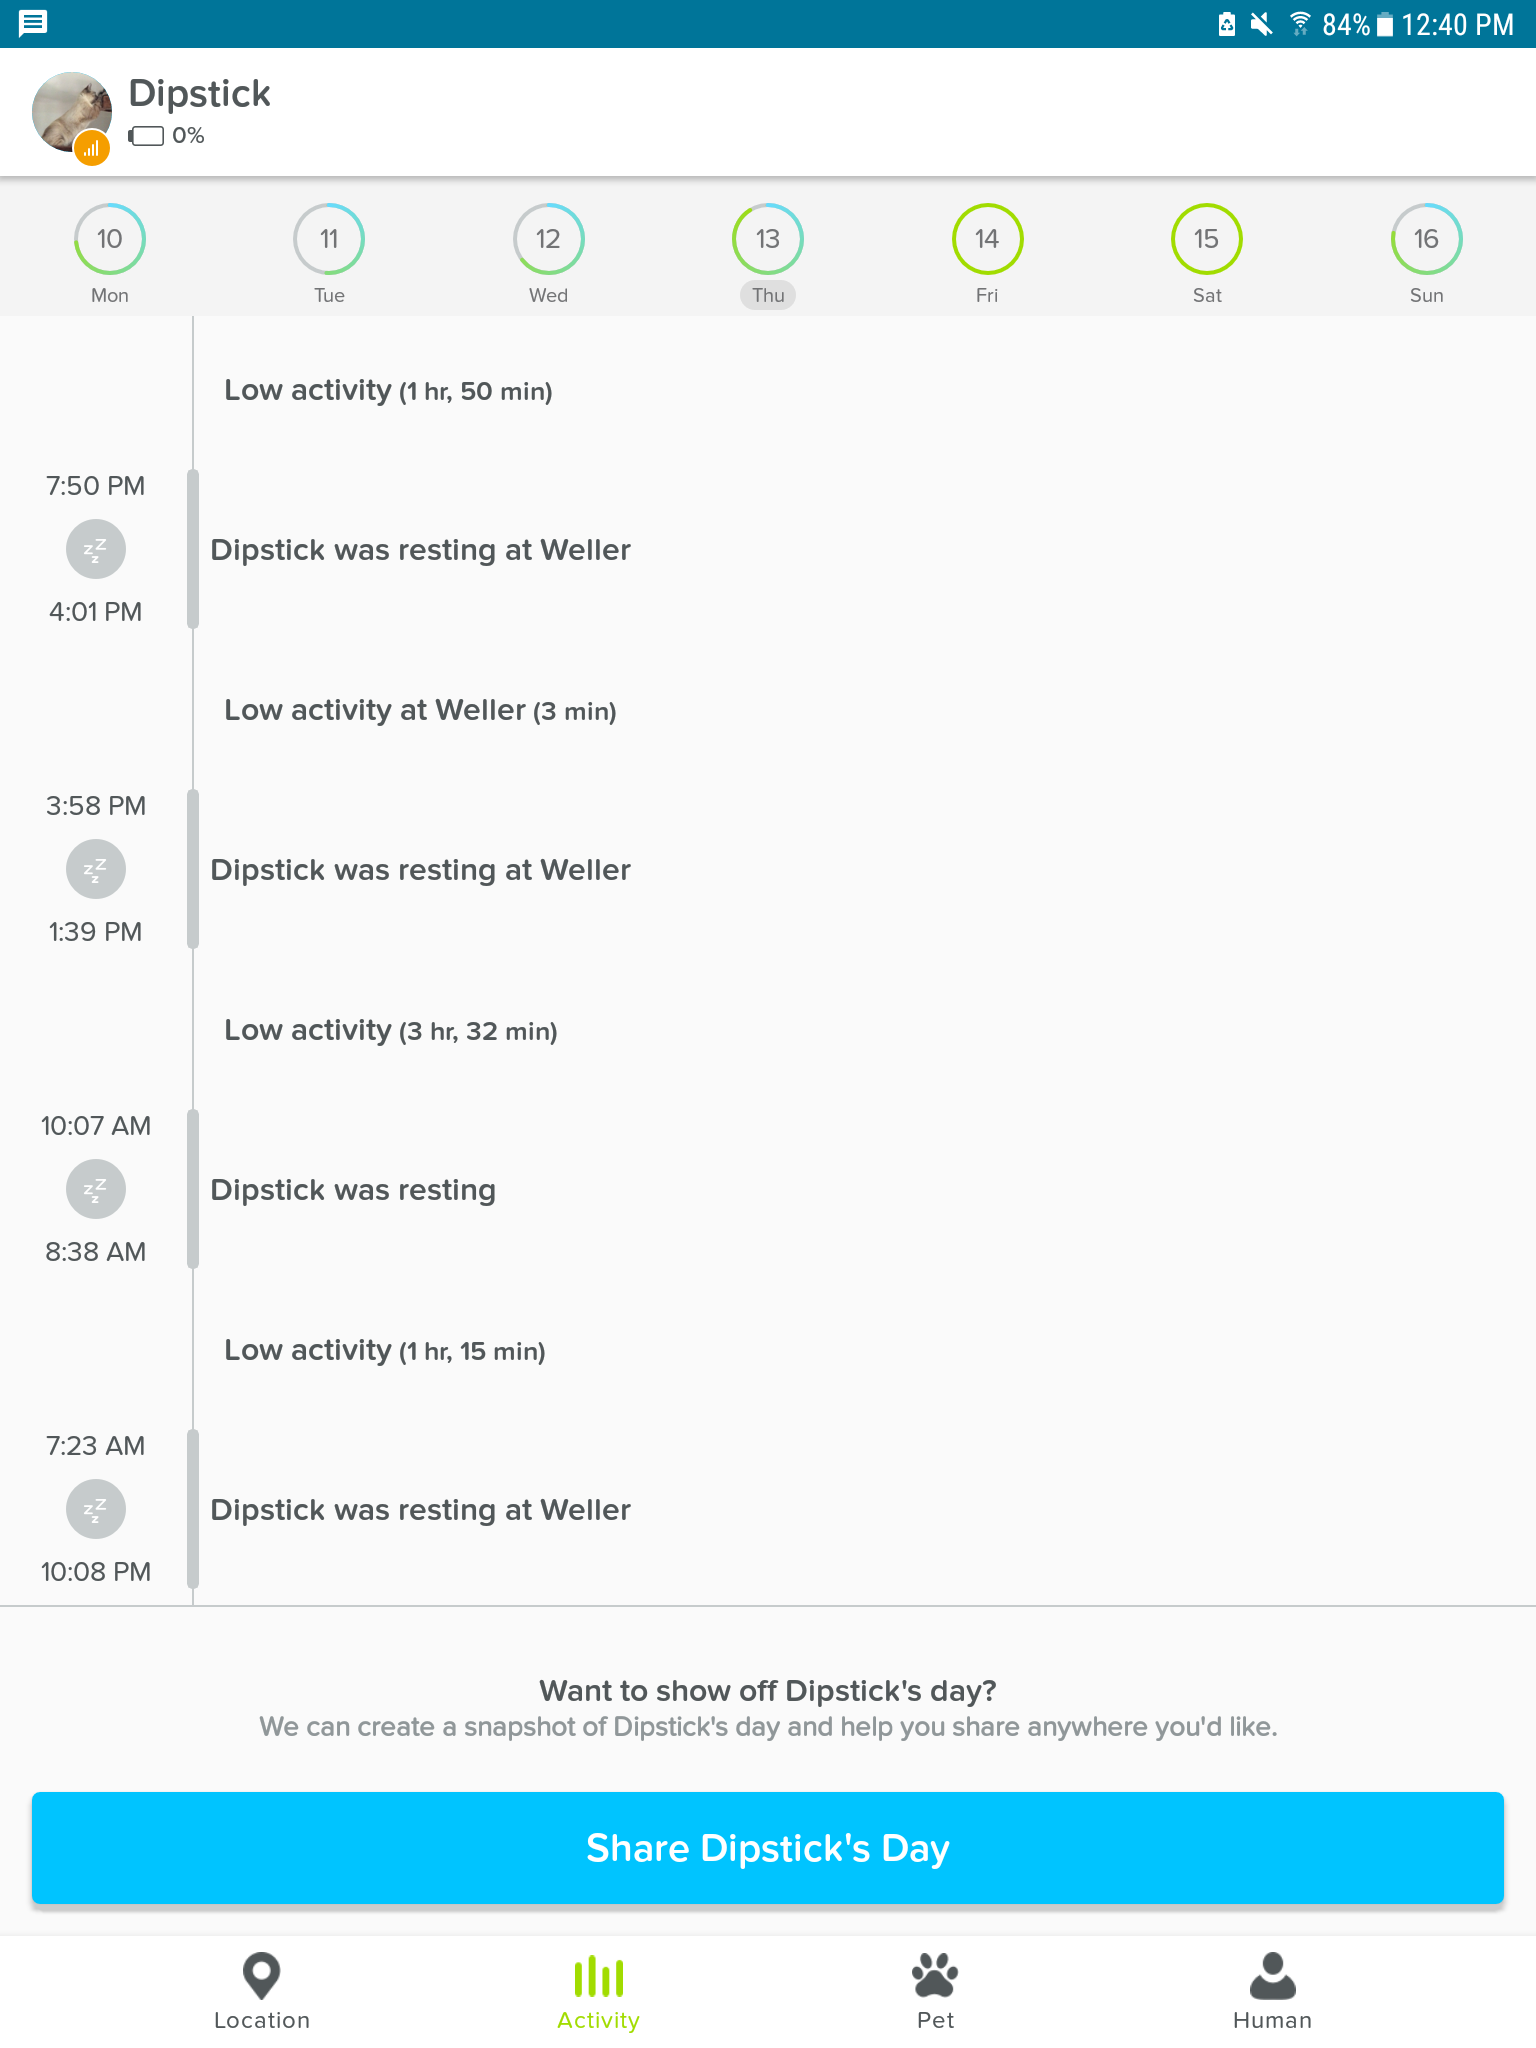 84% 12:40 PM
Dipstick
0%
10 11 12 13 14 15 16
Mon Tue Wed Thu Fri Sat Sun
Low activity (1 hr, 50 min)
7:50 PM
zzz
Dipstick was resting at Weller
4:01 PM
Low activity at Weller (3 min)
3:58 PM
zzz
Dipstick was resting at Weller
1:39 PM
Low activity (3 hr, 32 min)
10:07 AM
zzz
Dipstick was resting
8:38 AM
Low activity (1 hr, 15 min)
7:23 AM
zzz
Dipstick was resting at Weller
10:08 PM
Want to show off Dipstick's day?
We can create a snapshot of Dipstick's day and help you share anywhere you'd like.
Share Dipstick's Day
Location Activity Pet Human